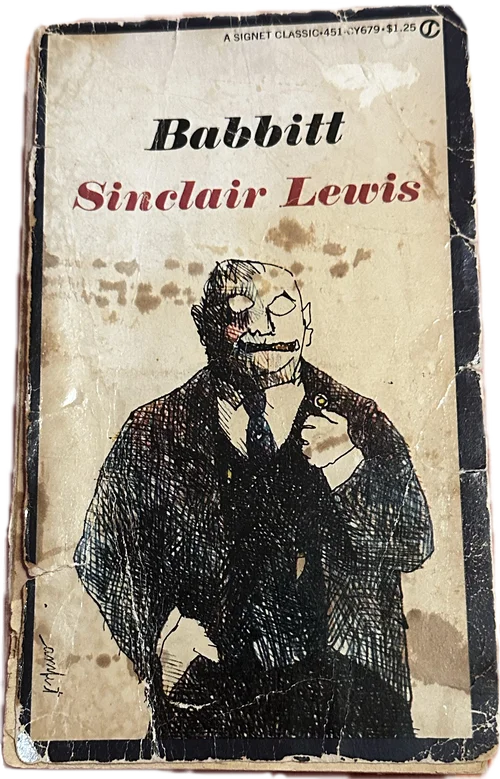 A SIGNET CLASSIC•451-CY679•$1.25
Babbitt
Sinclair Lewis